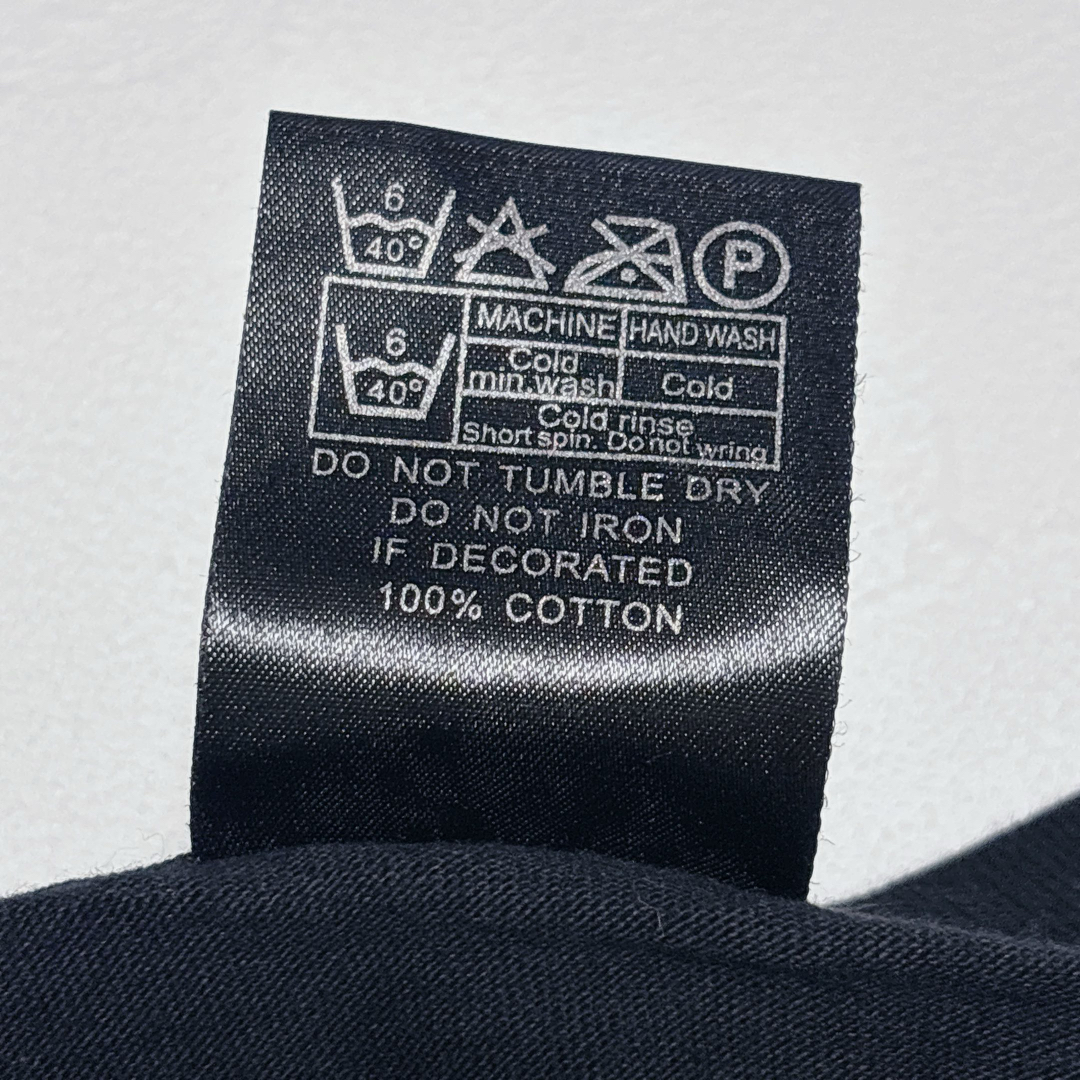 6
40°
P
MACHINE HAND WASH
6
40°
Cold
min.wash
Cold
Cold rinse
Short spin. Do not wring
DO NOT TUMBLE DRY
DO NOT IRON
IF DECORATED
100% COTTON